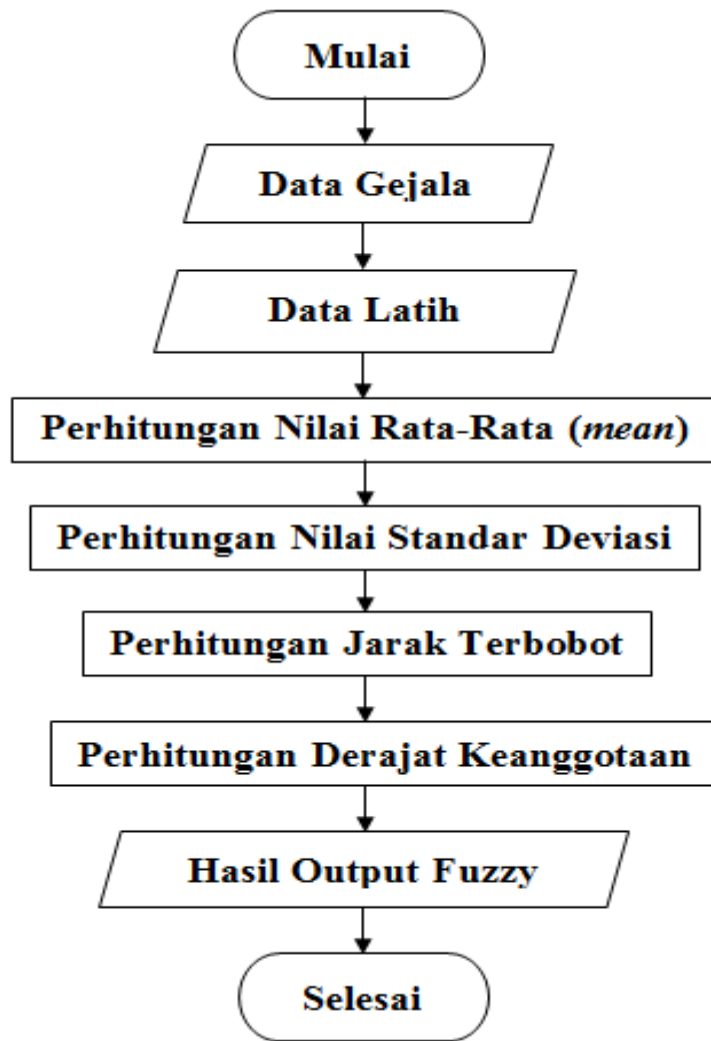 Mulai
Data Gejala
Data Latih
Perhitungan Nilai Rata-Rata (mean)
Perhitungan Nilai Standar Deviasi
Perhitungan Jarak Terbobot
Perhitungan Derajat Keanggotaan
Hasil Output Fuzzy
Selesai